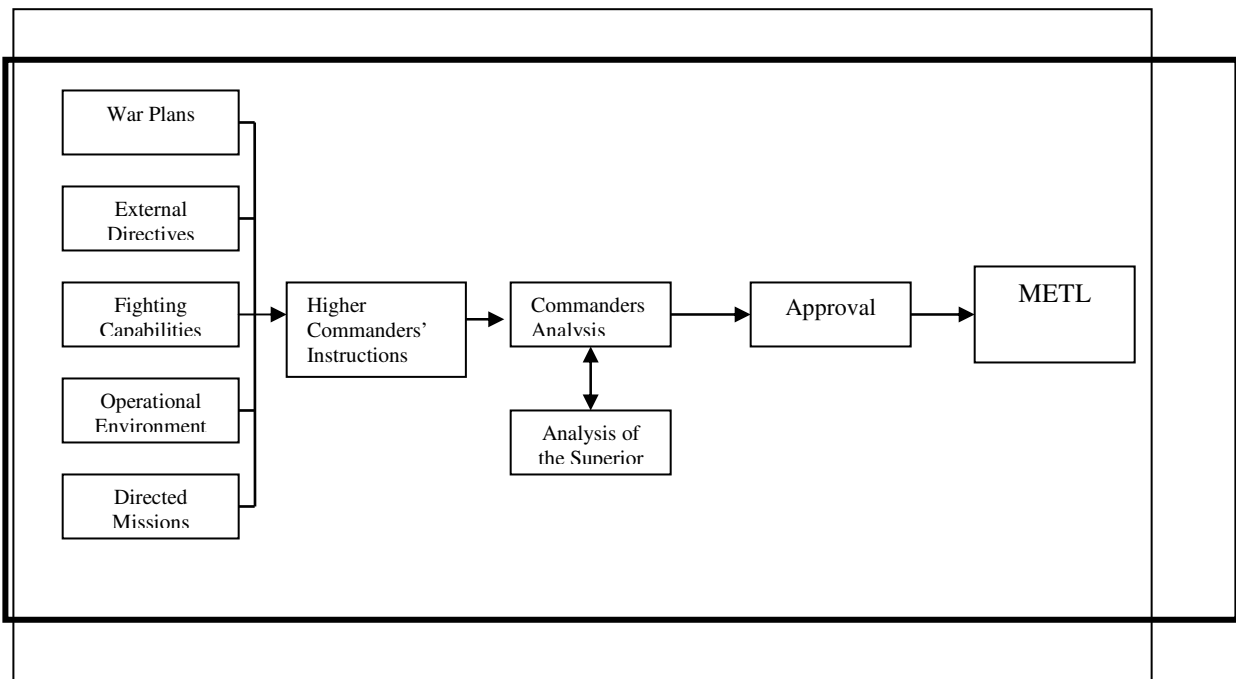 War Plans
External
Directives
Fighting
Capabilities
Operational
Environment
Directed
Missions
Higher
Commanders’
Instructions
Commanders
Analysis
Analysis of
the Superior
Approval
METL